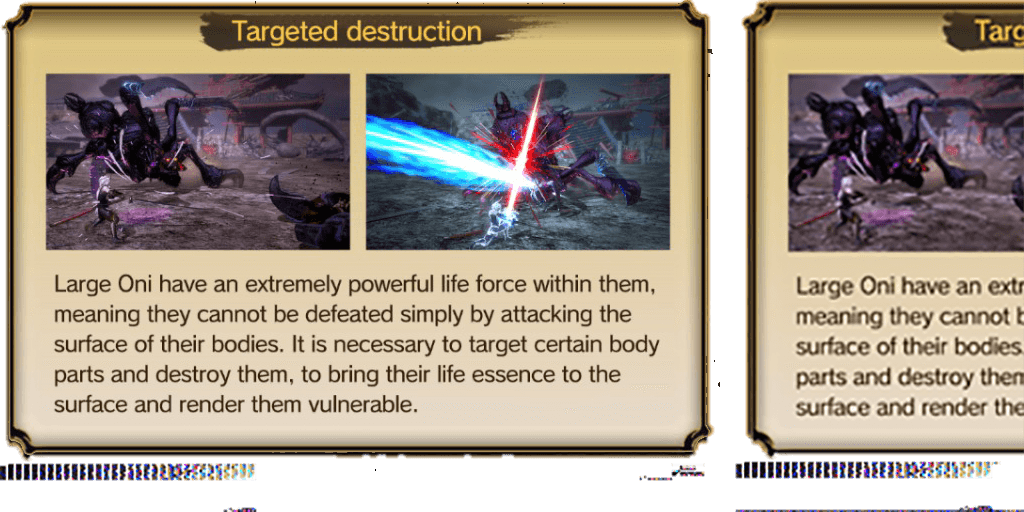 Targeted destruction
Large Oni have an extremely powerful life force within them,
meaning they cannot be defeated simply by attacking the
surface of their bodies. It is necessary to target certain body
parts and destroy them, to bring their life essence to the
surface and render them vulnerable.
Targ
Large Oni have an extr
meaning they cannot b
surface of their bodies.
parts and destroy them
surface and render the